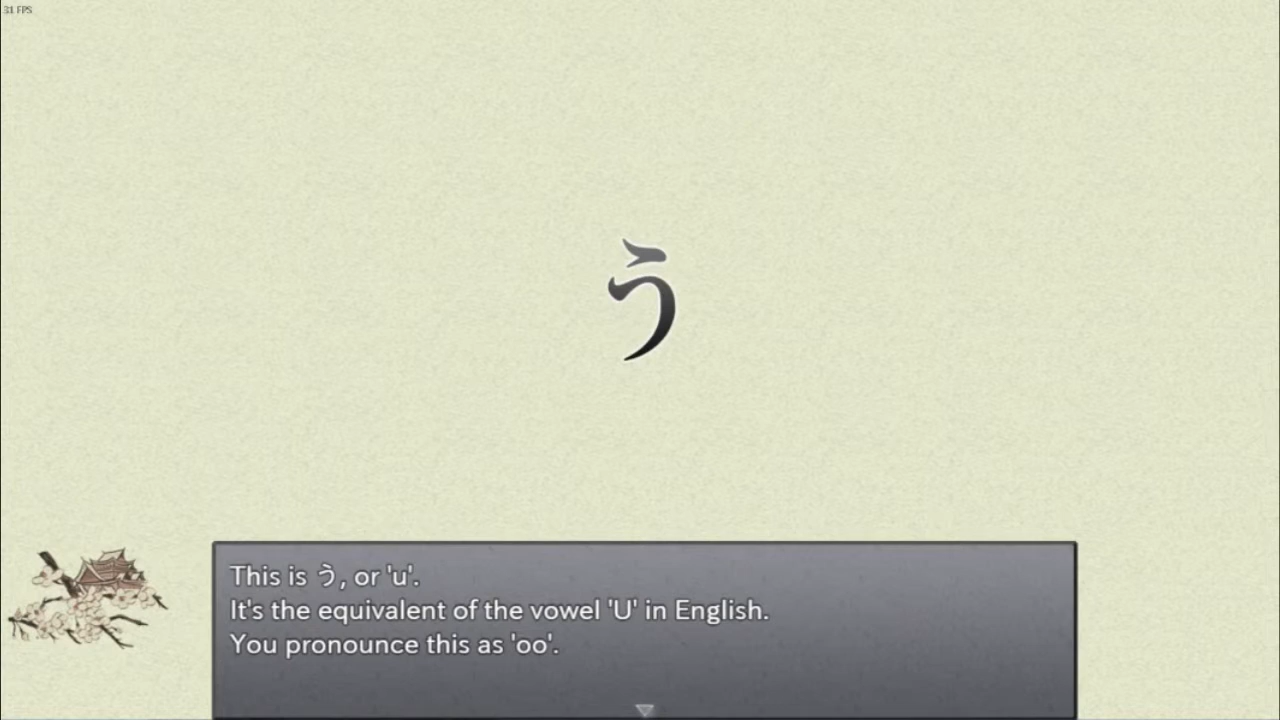 31 FPS
う
This is う, or 'u'.
It's the equivalent of the vowel 'U' in English.
You pronounce this as 'oo'.